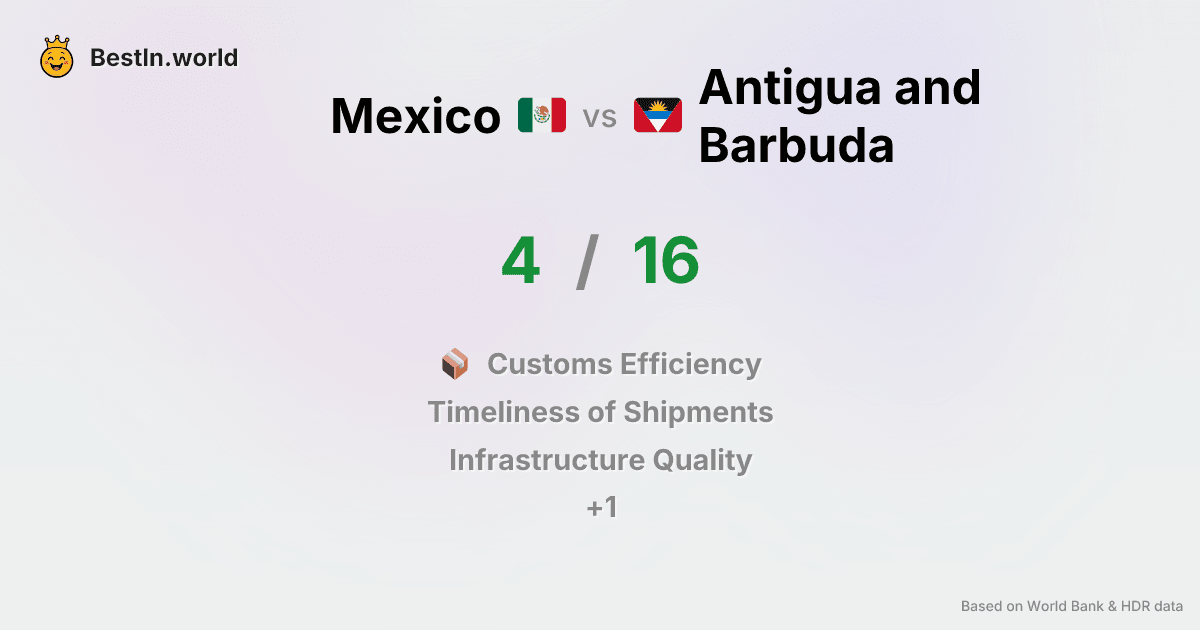 BestIn.world
Mexico vs Antigua and
Barbuda
4 / 16
Customs Efficiency
Timeliness of Shipments
Infrastructure Quality
+1
Based on World Bank & HDR data